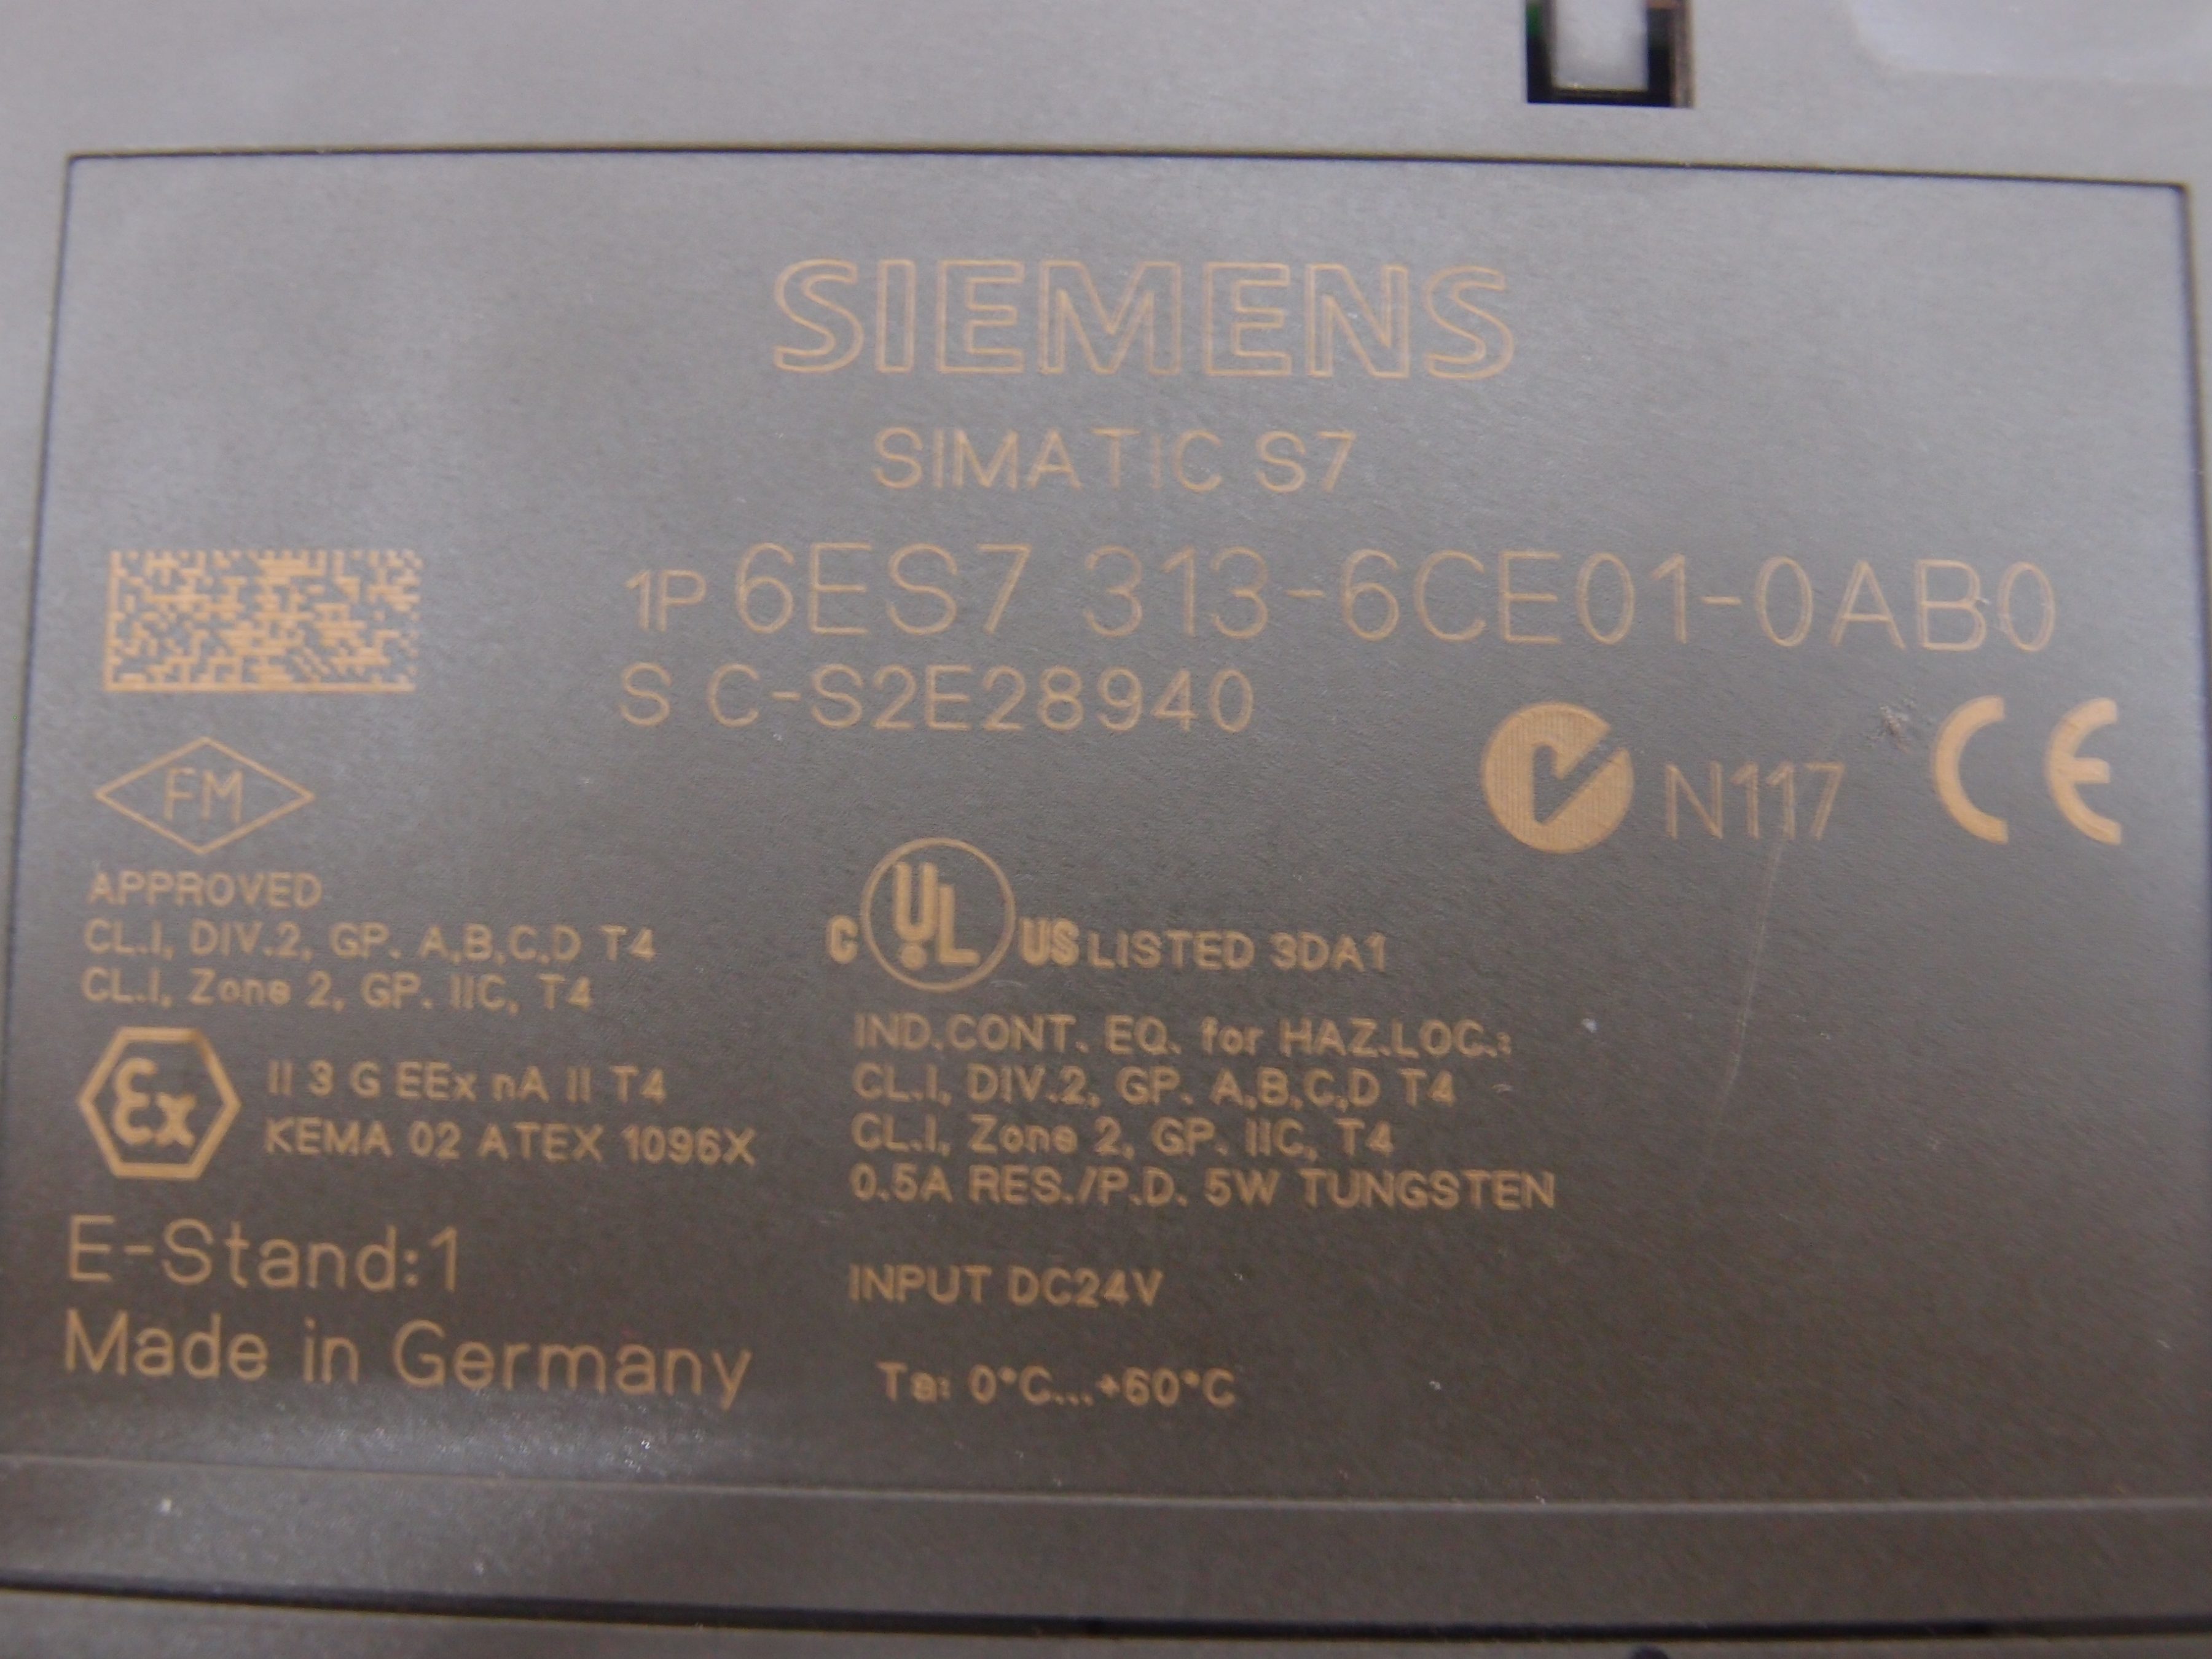 SIEMENS
SIMATIC S7
1P 6ES7 313-6CE01-0AB0
S C-S2E28940
N117 CE
FM
APPROVED
CL.I, DIV.2, GP. A,B,C,D T4
CL.I, Zone 2, GP. IIC, T4
Ex II 3 G EEx nA II T4
KEMA 02 ATEX 1096X
E-Stand:1
Made in Germany
C UL US LISTED 3DA1
IND.CONT. EQ. for HAZ.LOC.:
CL.I, DIV.2, GP. A,B,C,D T4
CL.I, Zone 2, GP. IIC, T4
0.5A RES./P.D. 5W TUNGSTEN
INPUT DC24V
Ta: 0°C...+60°C